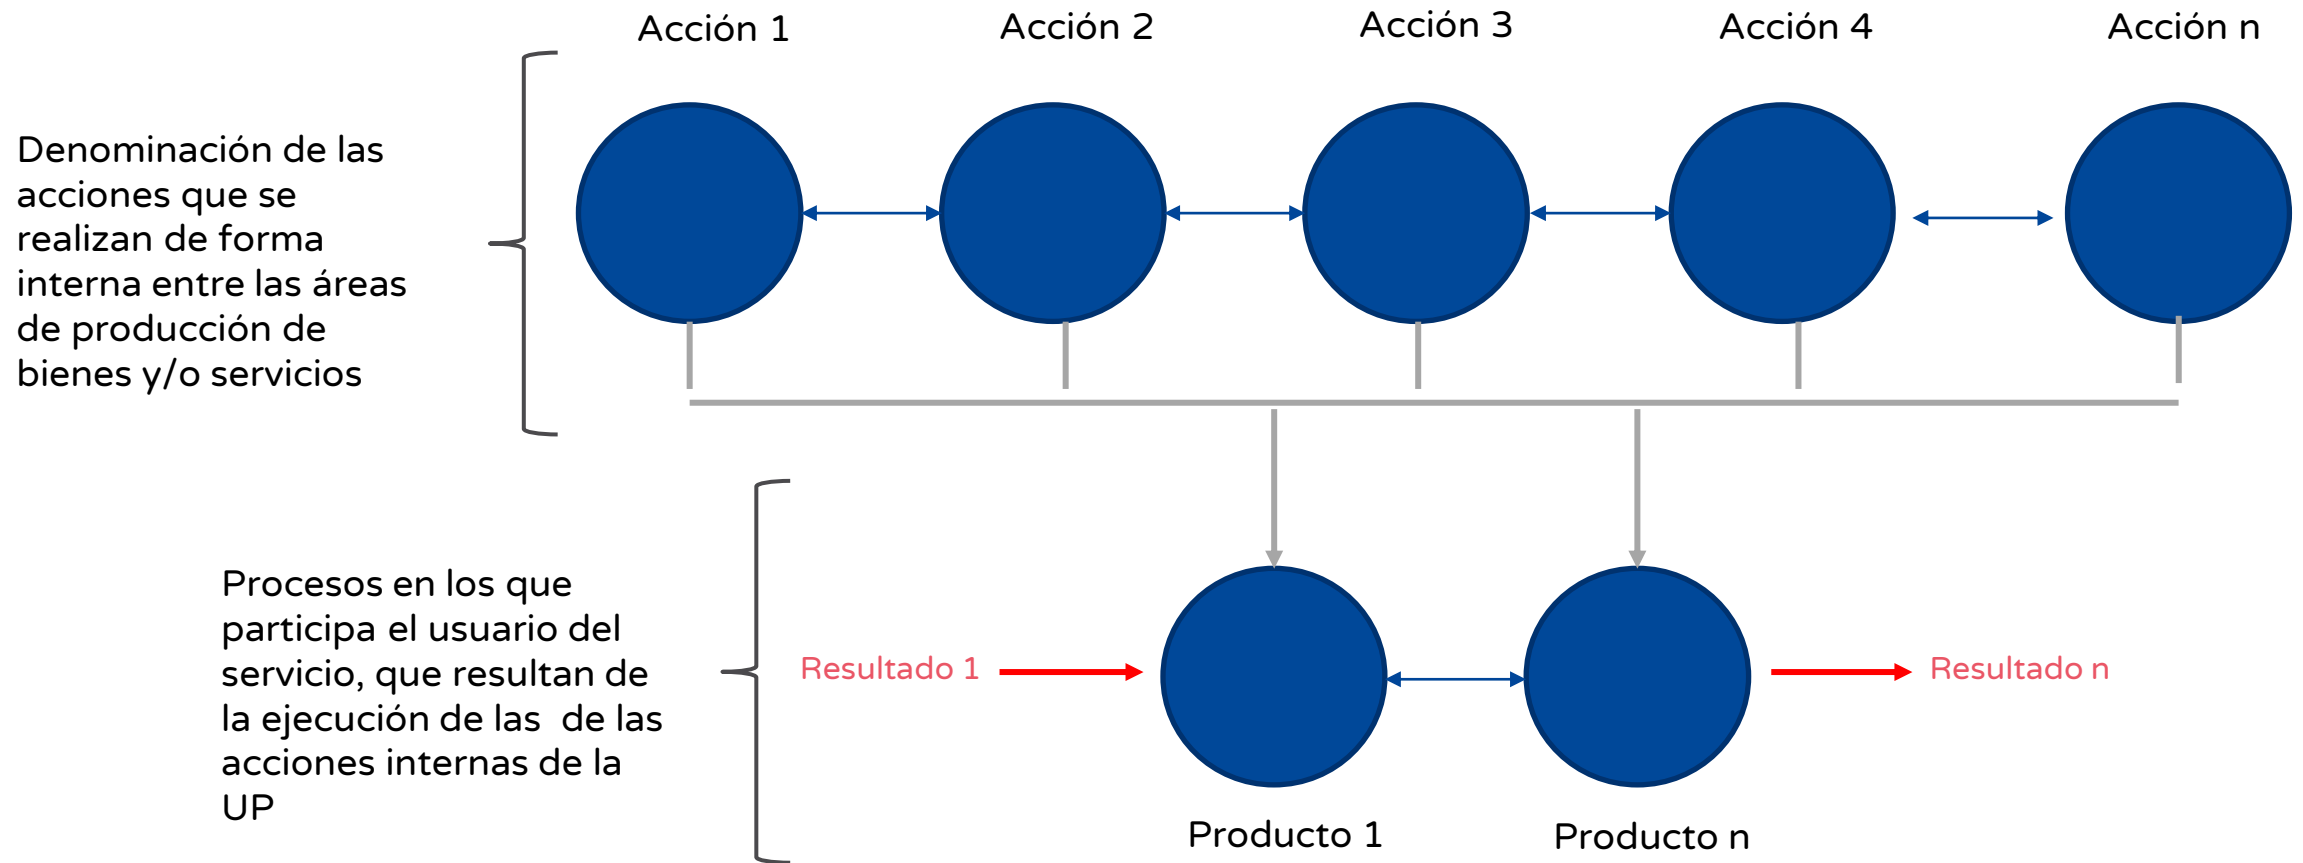 Acción 1
Acción 2
Acción 3
Acción 4
Acción n
Denominación de las
acciones que se
realizan de forma
interna entre las áreas
de producción de
bienes y/o servicios
Procesos en los que
participa el usuario del
servicio, que resultan de
la ejecución de las  de las
acciones internas de la
UP
Resultado 1
Resultado n
Producto 1
Producto n